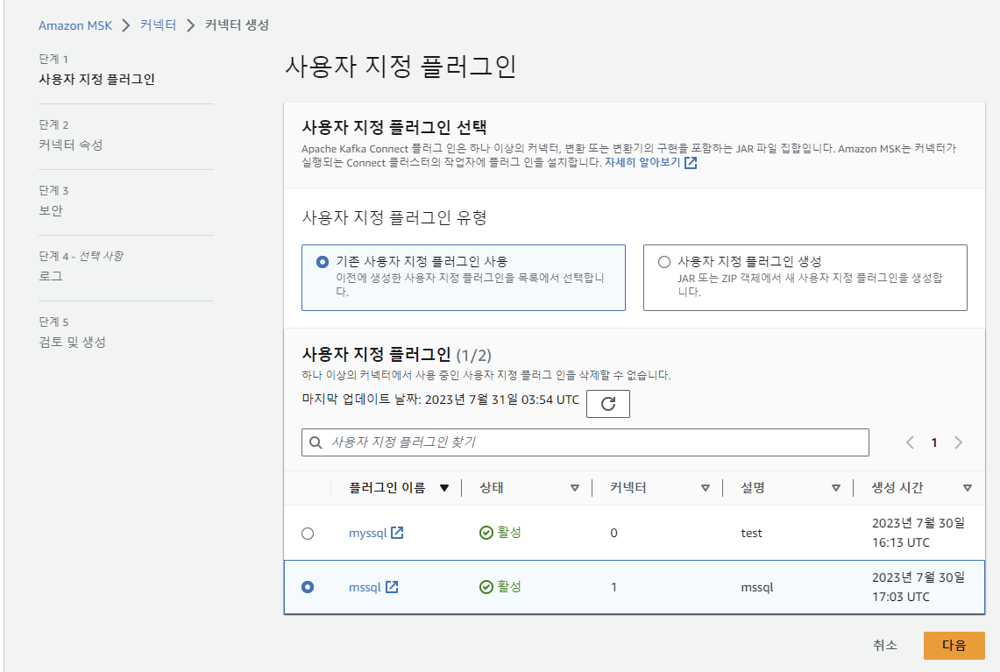 Amazon MSK > 커넥터 > 커넥터 생성
단계 1
사용자 지정 플러그인
단계 2
커넥터 속성
단계 3
보안
단계 4 - 선택 사항
로그
단계 5
검토 및 생성
사용자 지정 플러그인
사용자 지정 플러그인 선택
Apache Kafka Connect 플러그 인은 하나 이상의 커넥터, 변환 또는 변환기의 구현을 포함하는 JAR 파일 집합입니다. Amazon MSK는 커넥터가
실행되는 Connect 클러스터의 작업자에 플러그 인을 설치합니다. 자세히 알아보기
사용자 지정 플러그인 유형
기존 사용자 지정 플러그인 사용
이전에 생성한 사용자 지정 플러그인을 목록에서 선택합니
다.
사용자 지정 플러그인 생성
JAR 또는 ZIP 객체에서 새 사용자 지정 플러그인을 생성합
니다.
사용자 지정 플러그인 (1/2)
하나 이상의 커넥터에서 사용 중인 사용자 지정 플러그 인을 삭제할 수 없습니다.
마지막 업데이트 날짜: 2023년 7월 31일 03:54 UTC
사용자 지정 플러그인 찾기
1
플러그인 이름 상태 커넥터 설명 생성 시간
myssql 활성 0 test 2023년 7월 30일
16:13 UTC
mssql 활성 1 mssql 2023년 7월 30일
17:03 UTC
취소 다음